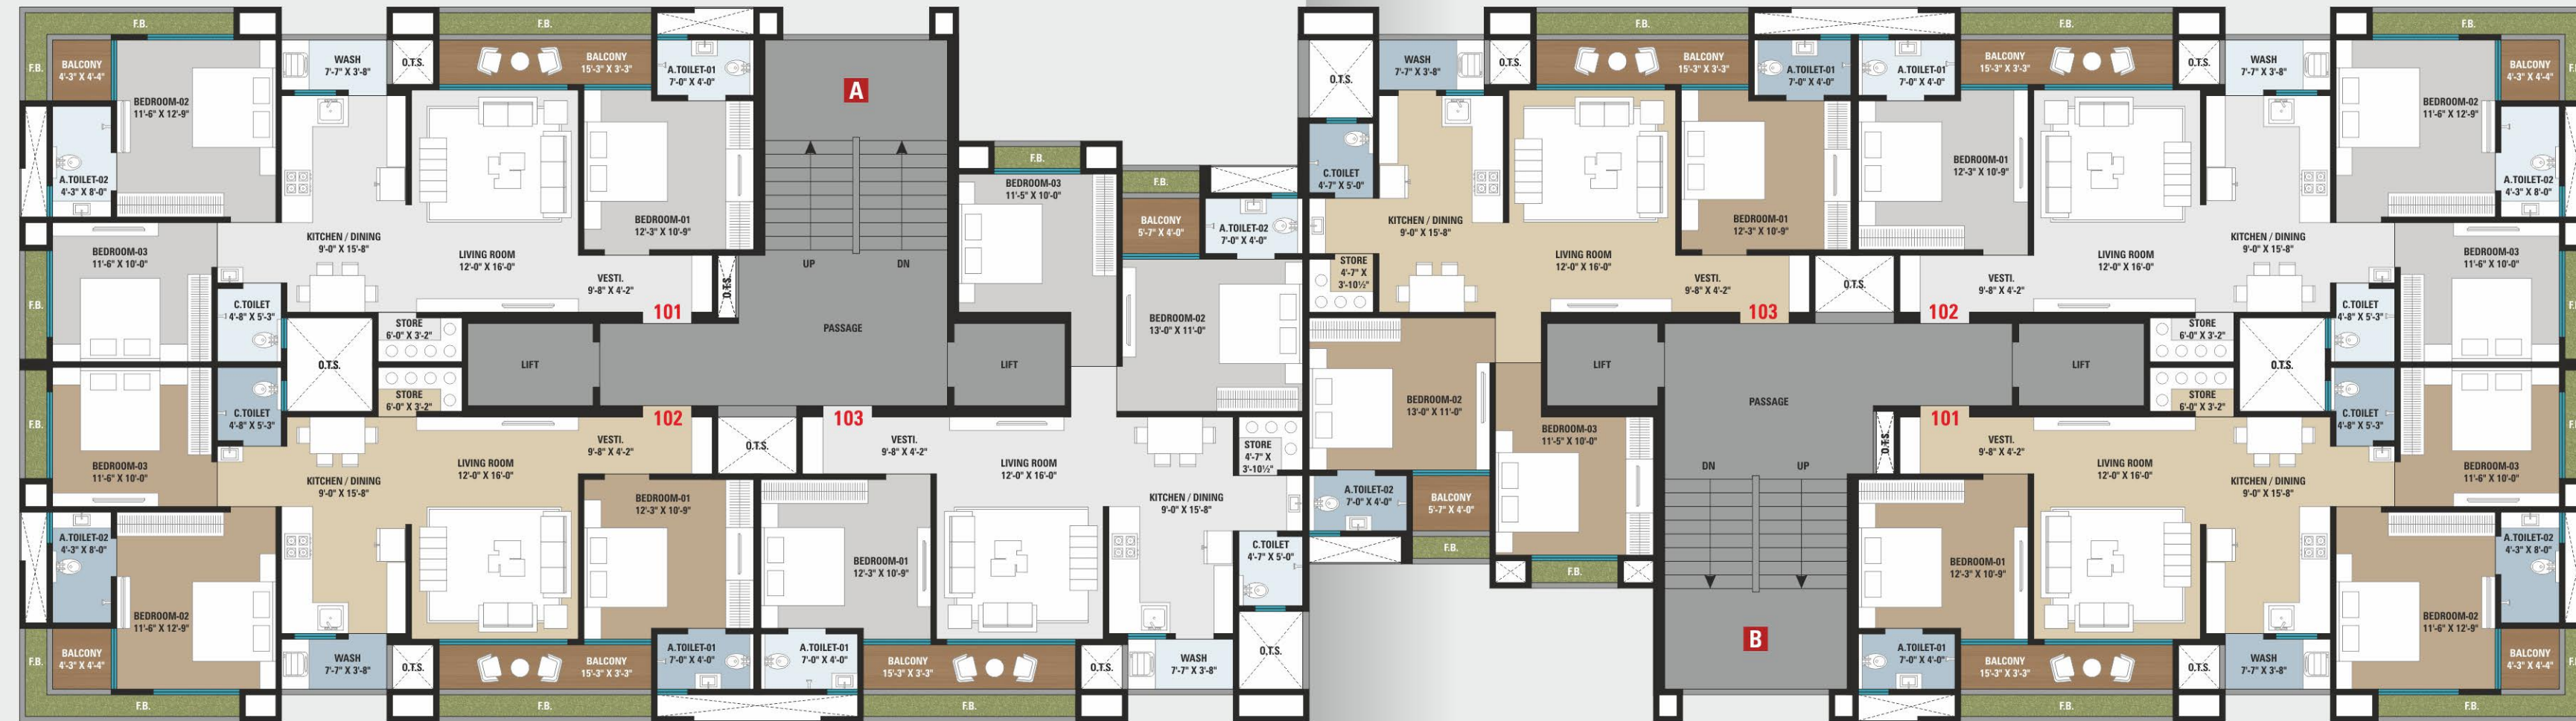 F.B.
F.B.
BALCONY
4'-3" X 4'-4"
BEDROOM-02
11'-6" X 12'-9"
A.TOILET-02
4'-3" X 8'-0"
WASH
7'-7" X 3'-8"
O.T.S.
F.B.
BALCONY
15'-3" X 3'-3"
A.TOILET-01
7'-0" X 4'-0"
BEDROOM-01
12'-3" X 10'-9"
KITCHEN / DINING
9'-0" X 15'-8"
LIVING ROOM
12'-0" X 16'-0"
VESTI.
9'-8" X 4'-2"
101
O.T.S.
BEDROOM-03
11'-6" X 10'-0"
F.B.
C.TOILET
4'-8" X 5'-3"
O.T.S.
STORE
6'-0" X 3'-2"
A
UP
DN
PASSAGE
LIFT
LIFT
F.B.
BEDROOM-03
11'-5" X 10'-0"
F.B.
BALCONY
5'-7" X 4'-0"
A.TOILET-02
7'-0" X 4'-0"
BEDROOM-02
13'-0" X 11'-0"
F.B.
BEDROOM-03
11'-6" X 10'-0"
C.TOILET
4'-8" X 5'-3"
STORE
6'-0" X 3'-2"
102
VESTI.
9'-8" X 4'-2"
LIVING ROOM
12'-0" X 16'-0"
KITCHEN / DINING
9'-0" X 15'-8"
BEDROOM-01
12'-3" X 10'-9"
A.TOILET-02
4'-3" X 8'-0"
BEDROOM-02
11'-6" X 12'-9"
F.B.
BALCONY
4'-3" X 4'-4"
F.B.
WASH
7'-7" X 3'-8"
O.T.S.
BALCONY
15'-3" X 3'-3"
F.B.
A.TOILET-01
7'-0" X 4'-0"
O.T.S.
103
VESTI.
9'-8" X 4'-2"
LIVING ROOM
12'-0" X 16'-0"
BEDROOM-01
12'-3" X 10'-9"
A.TOILET-01
7'-0" X 4'-0"
BALCONY
15'-3" X 3'-3"
F.B.
KITCHEN / DINING
9'-0" X 15'-8"
STORE
4'-7" X
3'-10½"
C.TOILET
4'-7" X 5'-0"
O.T.S.
WASH
7'-7" X 3'-8"
O.T.S.
O.T.S.
WASH
7'-7" X 3'-8"
O.T.S.
F.B.
BALCONY
15'-3" X 3'-3"
A.TOILET-01
7'-0" X 4'-0"
C.TOILET
4'-7" X 5'-0"
KITCHEN / DINING
9'-0" X 15'-8"
STORE
4'-7" X
3'-10½"
LIVING ROOM
12'-0" X 16'-0"
BEDROOM-01
12'-3" X 10'-9"
VESTI.
9'-8" X 4'-2"
103
O.T.S.
BEDROOM-02
13'-0" X 11'-0"
A.TOILET-02
7'-0" X 4'-0"
BALCONY
5'-7" X 4'-0"
F.B.
BEDROOM-03
11'-5" X 10'-0"
F.B.
LIFT
PASSAGE
LIFT
DN
UP
B
A.TOILET-01
7'-0" X 4'-0"
F.B.
BALCONY
15'-3" X 3'-3"
O.T.S.
WASH
7'-7" X 3'-8"
F.B.
BEDROOM-02
11'-6" X 12'-9"
BALCONY
4'-3" X 4'-4"
A.TOILET-02
4'-3" X 8'-0"
BEDROOM-01
12'-3" X 10'-9"
VESTI.
9'-8" X 4'-2"
102
LIVING ROOM
12'-0" X 16'-0"
KITCHEN / DINING
9'-0" X 15'-8"
BEDROOM-03
11'-6" X 10'-0"
C.TOILET
4'-8" X 5'-3"
STORE
6'-0" X 3'-2"
O.T.S.
STORE
6'-0" X 3'-2"
C.TOILET
4'-8" X 5'-3"
101
O.T.S.
VESTI.
9'-8" X 4'-2"
LIVING ROOM
12'-0" X 16'-0"
KITCHEN / DINING
9'-0" X 15'-8"
BEDROOM-03
11'-6" X 10'-0"
BEDROOM-01
12'-3" X 10'-9"
A.TOILET-02
4'-3" X 8'-0"
BEDROOM-02
11'-6" X 12'-9"
A.TOILET-01
7'-0" X 4'-0"
BALCONY
15'-3" X 3'-3"
F.B.
O.T.S.
WASH
7'-7" X 3'-8"
BALCONY
4'-3" X 4'-4"
F.B.